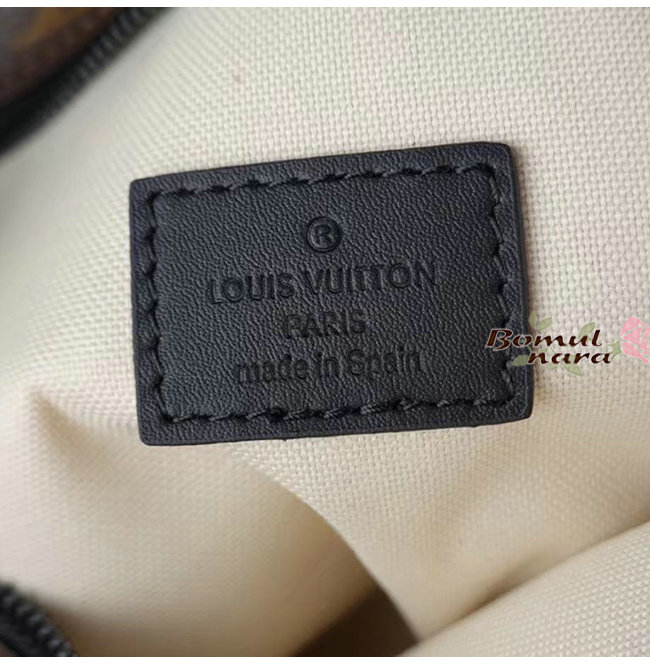 ®
LOUIS VUITTON
PARIS
made in Spain
Bomul
nara